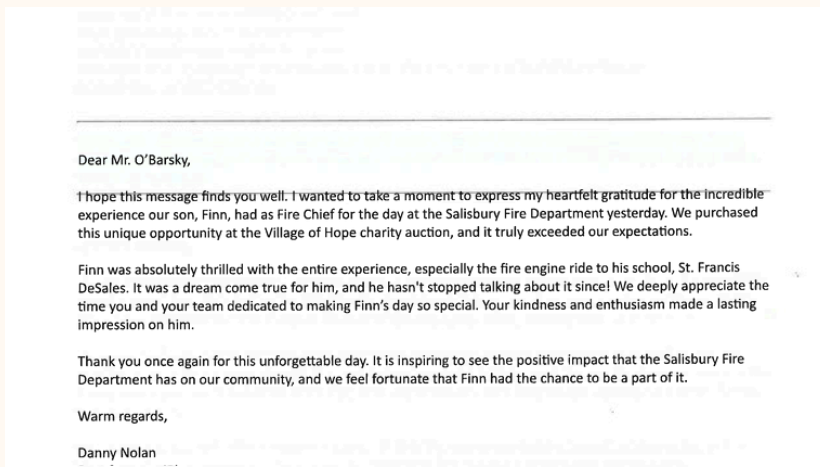 Dear Mr. O'Barsky,
I hope this message finds you well. I wanted to take a moment to express my heartfelt gratitude for the incredible
experience our son, Finn, had as Fire Chief for the day at the Salisbury Fire Department yesterday. We purchased
this unique opportunity at the Village of Hope charity auction, and it truly exceeded our expectations.
Finn was absolutely thrilled with the entire experience, especially the fire engine ride to his school, St. Francis
DeSales. It was a dream come true for him, and he hasn't stopped talking about it since! We deeply appreciate the
time you and your team dedicated to making Finn's day so special. Your kindness and enthusiasm made a lasting
impression on him.
Thank you once again for this unforgettable day. It is inspiring to see the positive impact that the Salisbury Fire
Department has on our community, and we feel fortunate that Finn had the chance to be a part of it.
Warm regards,
Danny Nolan